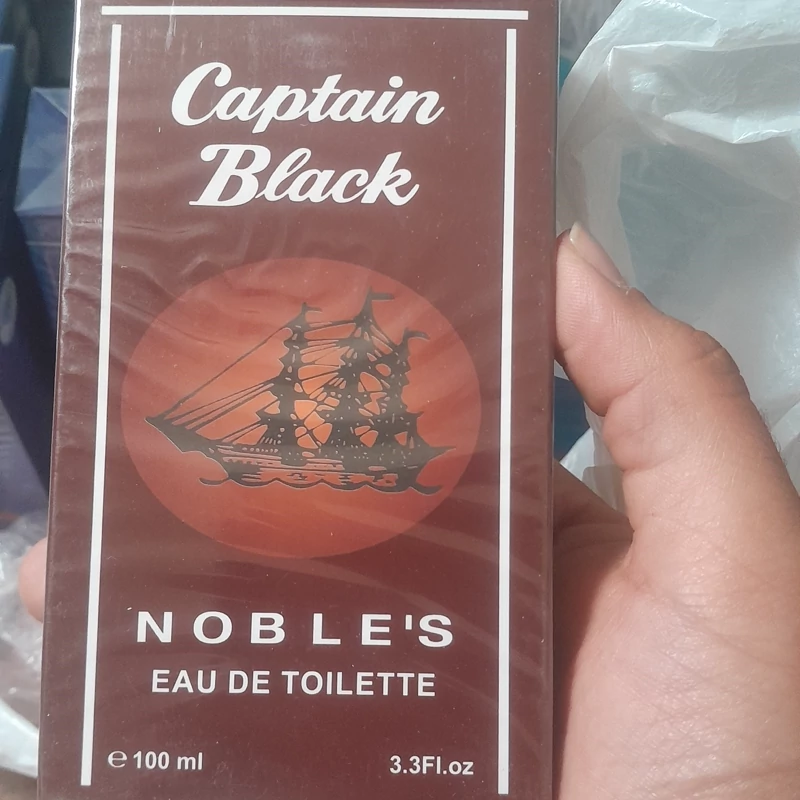 Captain
Black
NOBLE'S
EAU DE TOILETTE
℮ 100 ml
3.3Fl.oz